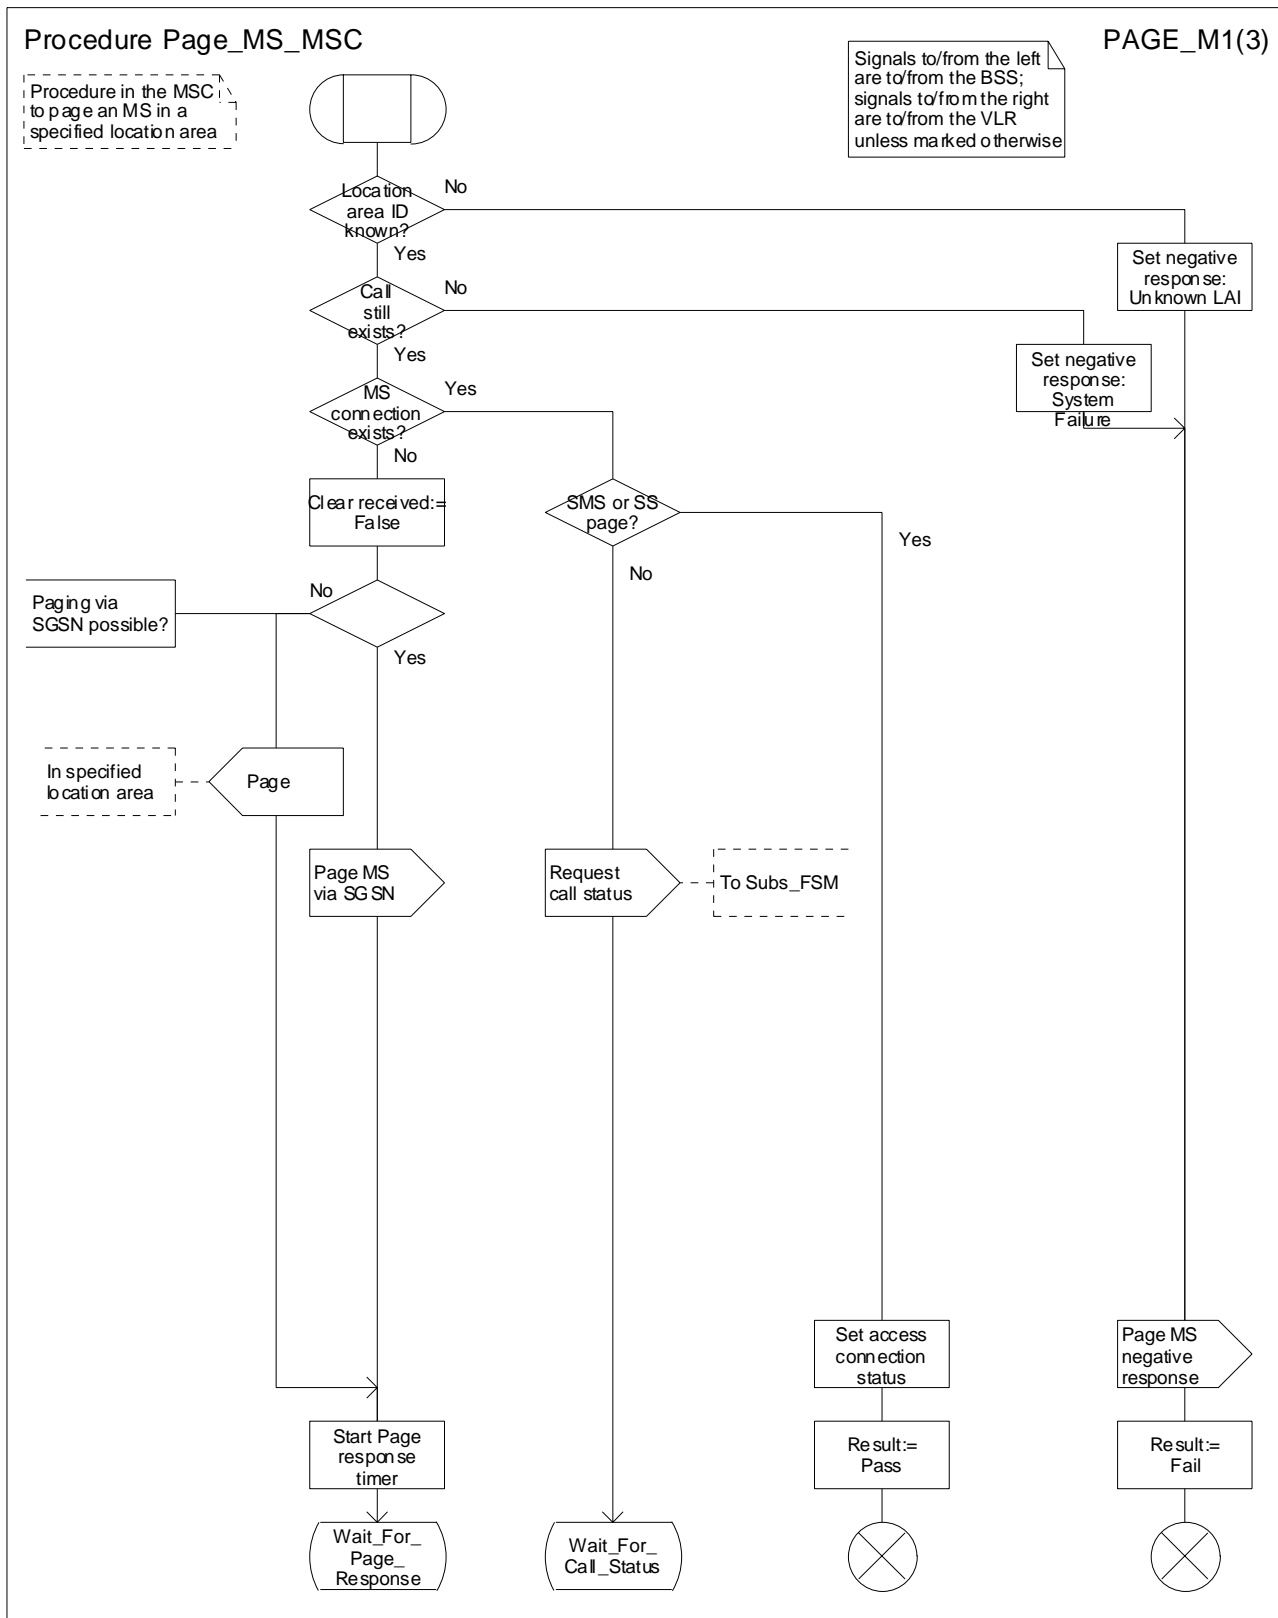 Procedure Page_MS_MSC
PAGE_M1(3)
Procedure in the MSC
to page an MS in a
specified location area
Signals to/from the left
are to/from the BSS;
signals to/from the right
are to/from the VLR
unless marked otherwise
Location
area ID
known?
No
Yes
Set negative
response:
Unknown LAI
Call
still
exists?
No
Yes
Set negative
response:
System
Failure
MS
connection
exists?
Yes
No
Clear received:=
False
SMS or SS
page?
Yes
No
Paging via
SGSN possible?
No
Yes
In specified
location area
Page
Page MS
via SGSN
Request
call status
To Subs_FSM
Set access
connection
status
Page MS
negative
response
Start Page
response
timer
Result:=
Pass
Result:=
Fail
Wait_For_
Page_
Response
Wait_For_
Call_Status